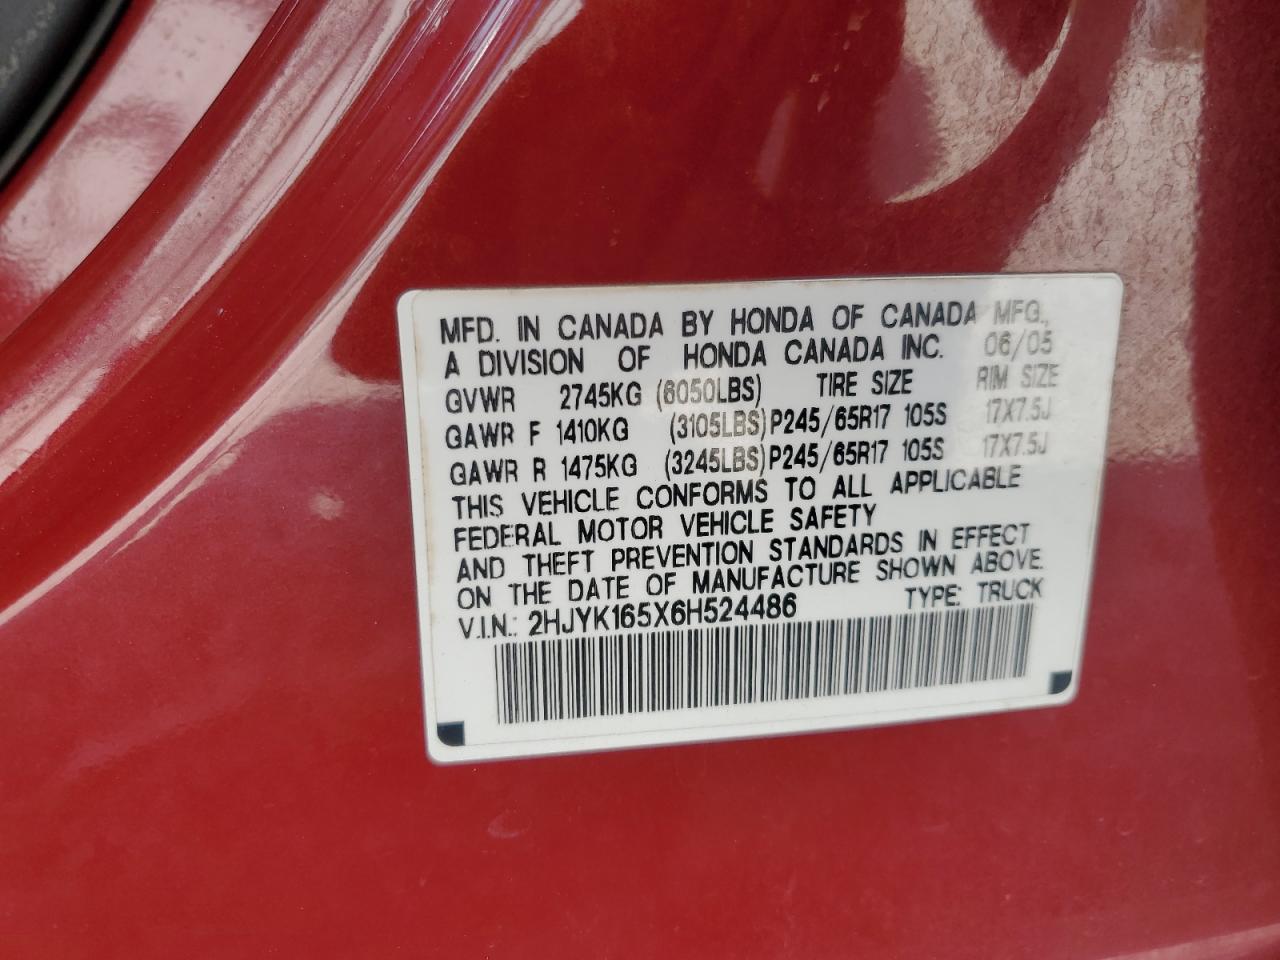 MFD. IN CANADA BY HONDA OF CANADA MFG.,
A DIVISION OF HONDA CANADA INC. 06/05
GVWR 2745KG (6050LBS) TIRE SIZE RIM SIZE
GAWR F 1410KG (3105LBS) P245/65R17 105S 17X7.5J
GAWR R 1475KG (3245LBS) P245/65R17 105S 17X7.5J
THIS VEHICLE CONFORMS TO ALL APPLICABLE
FEDERAL MOTOR VEHICLE SAFETY
AND THEFT PREVENTION STANDARDS IN EFFECT
ON THE DATE OF MANUFACTURE SHOWN ABOVE.
V.I.N.: 2HJYK165X6H524486 TYPE: TRUCK